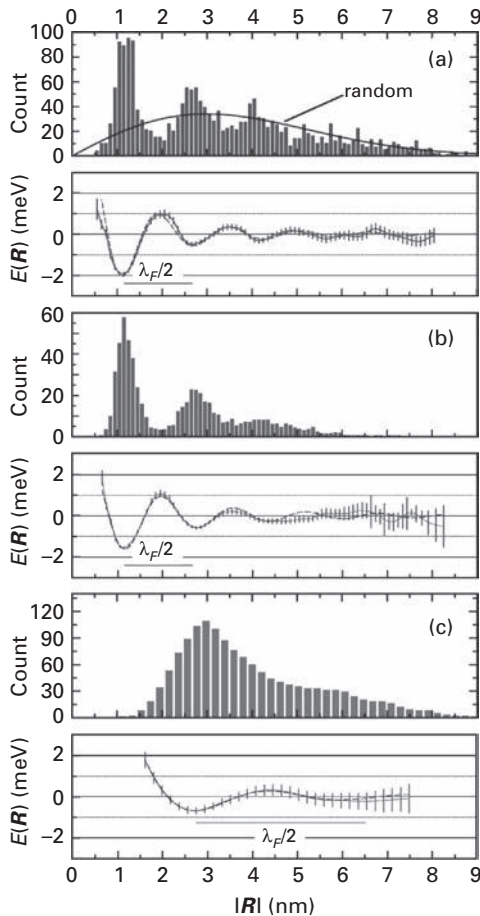 0 1 2 3 4 5 6 7 8 9
100
80
60
40
20
0
Count
(a)
random
2
0
−2
E(R) (meV)
λF/2
60
40
20
0
Count
(b)
2
0
−2
E(R) (meV)
λF/2
120
90
60
30
0
Count
(c)
2
0
−2
E(R) (meV)
λF/2
0 1 2 3 4 5 6 7 8 9
|R| (nm)